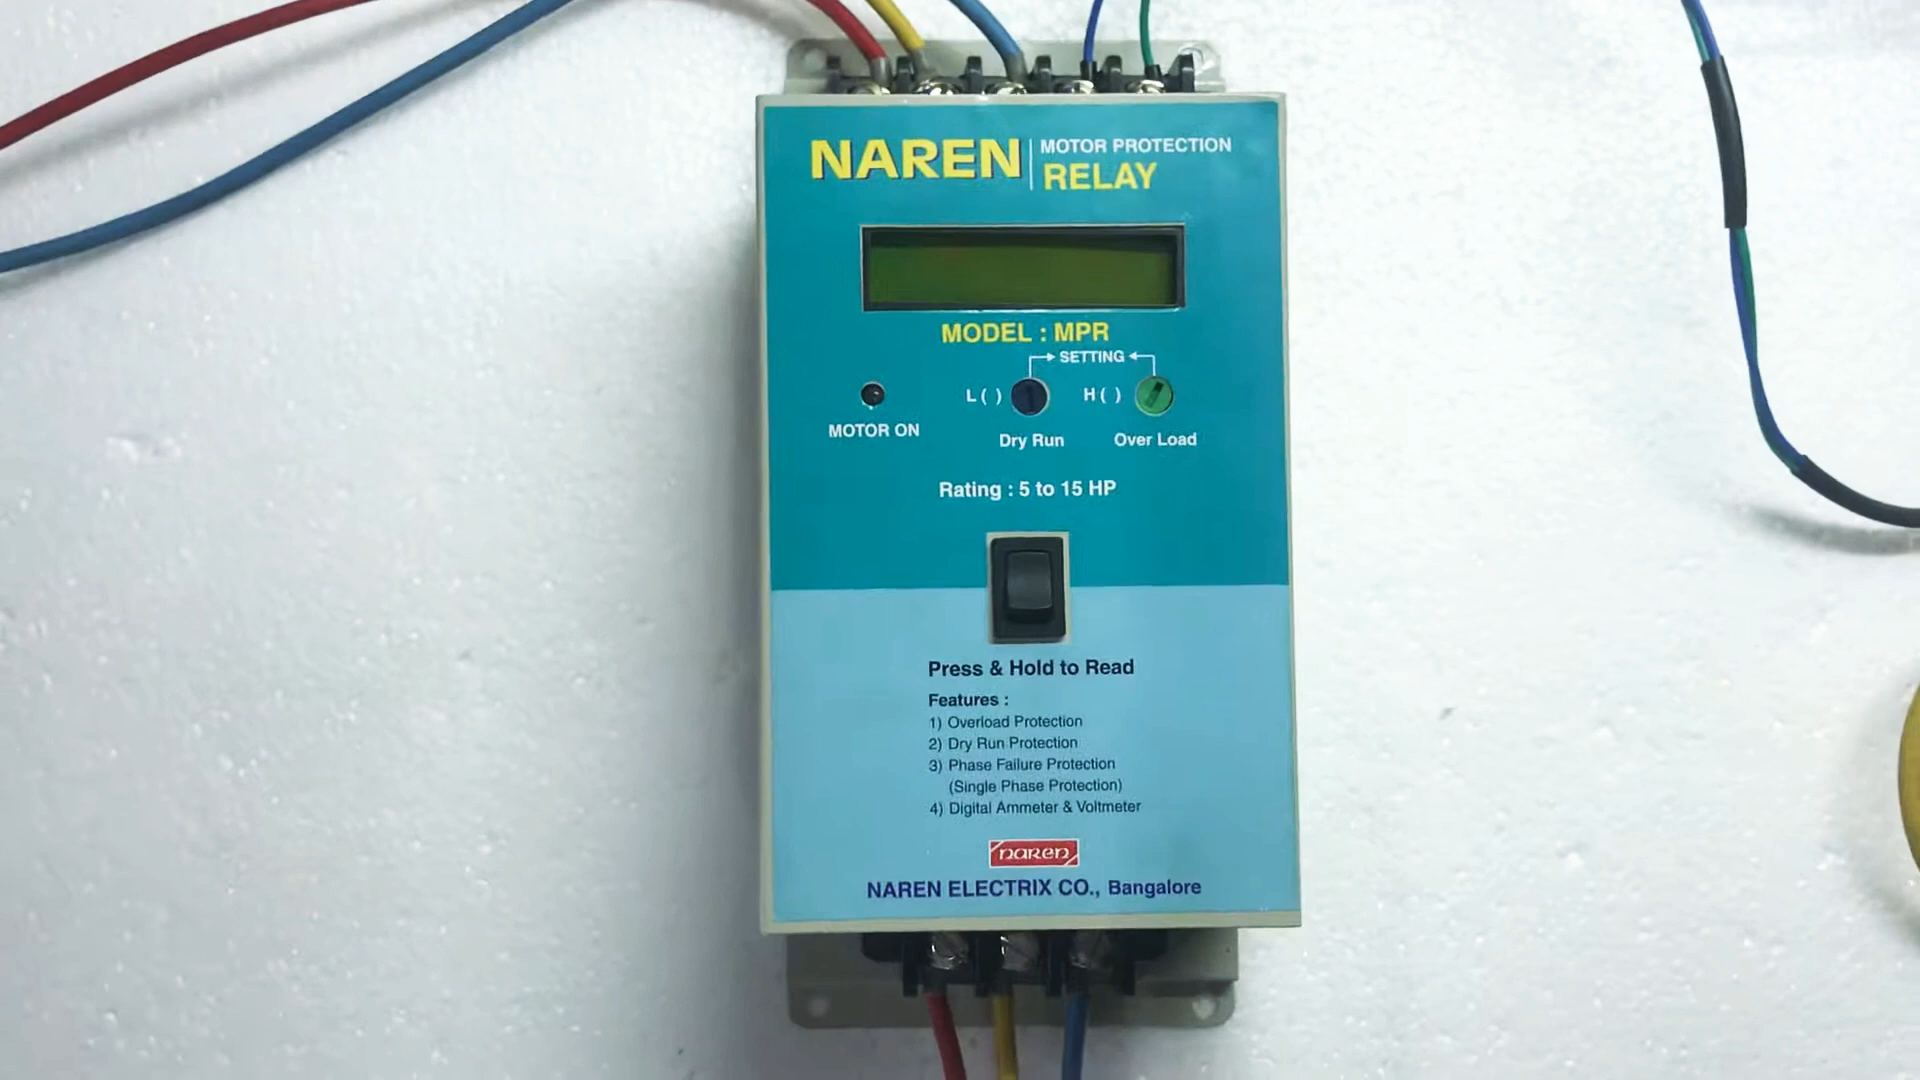 NAREN
MOTOR PROTECTION
RELAY
MODEL : MPR
SETTING
L ( )
H ( )
MOTOR ON
Dry Run
Over Load
Rating : 5 to 15 HP
Press & Hold to Read
Features :
1) Overload Protection
2) Dry Run Protection
3) Phase Failure Protection
(Single Phase Protection)
4) Digital Ammeter & Voltmeter
naren
NAREN ELECTRIX CO., Bangalore